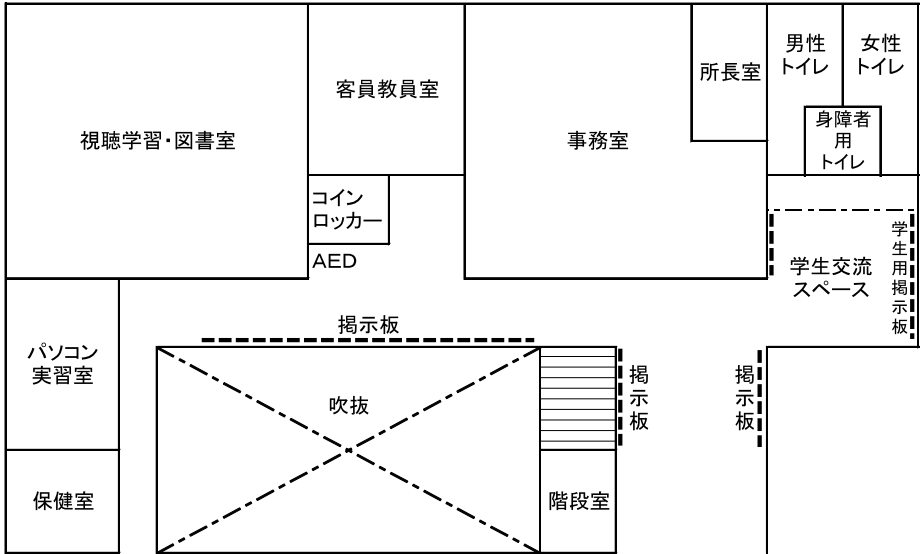 男性
トイレ
女性
トイレ
所長室
客員教員室
視聴学習・図書室
事務室
身障者
用
トイレ
コイン
ロッカー
AED
学生交流
スペース
学生用掲示板
掲示板
パソコン
実習室
掲示板
掲示板
吹抜
保健室
階段室